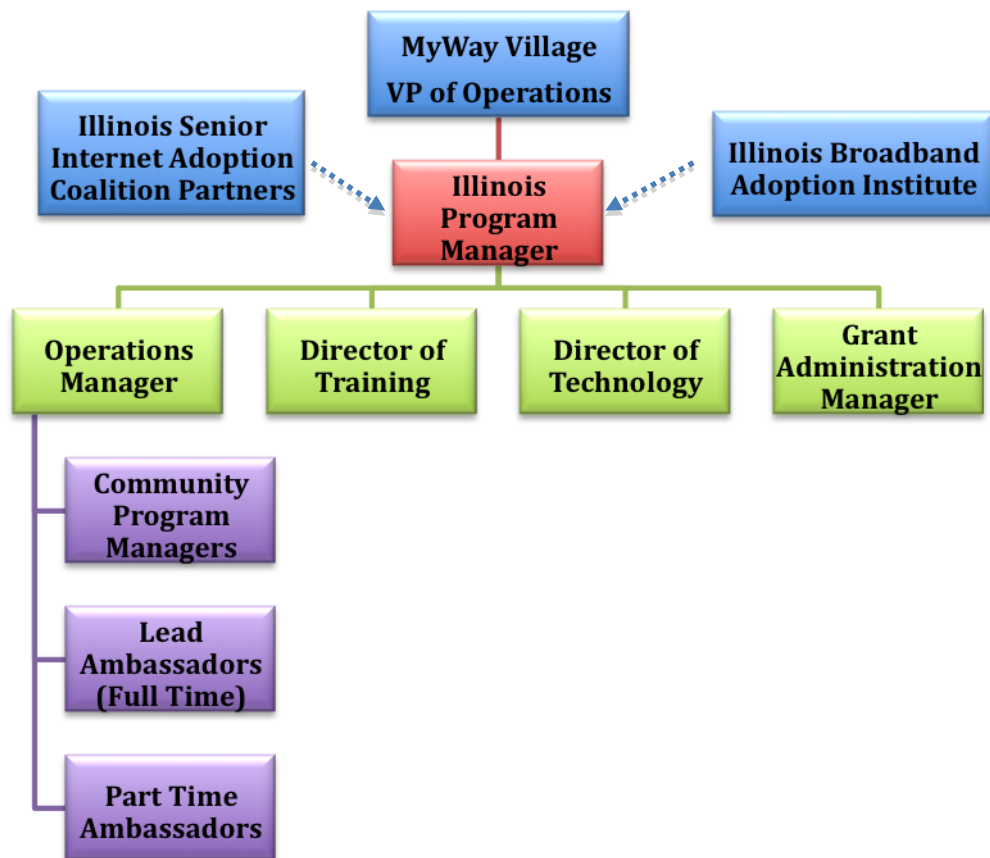 MyWay Village
VP of Operations
Illinois Senior
Internet Adoption
Coalition Partners
Illinois Broadband
Adoption Institute
Illinois
Program
Manager
Operations
Manager
Director of
Training
Director of
Technology
Grant
Administration
Manager
Community
Program
Managers
Lead
Ambassadors
(Full Time)
Part Time
Ambassadors